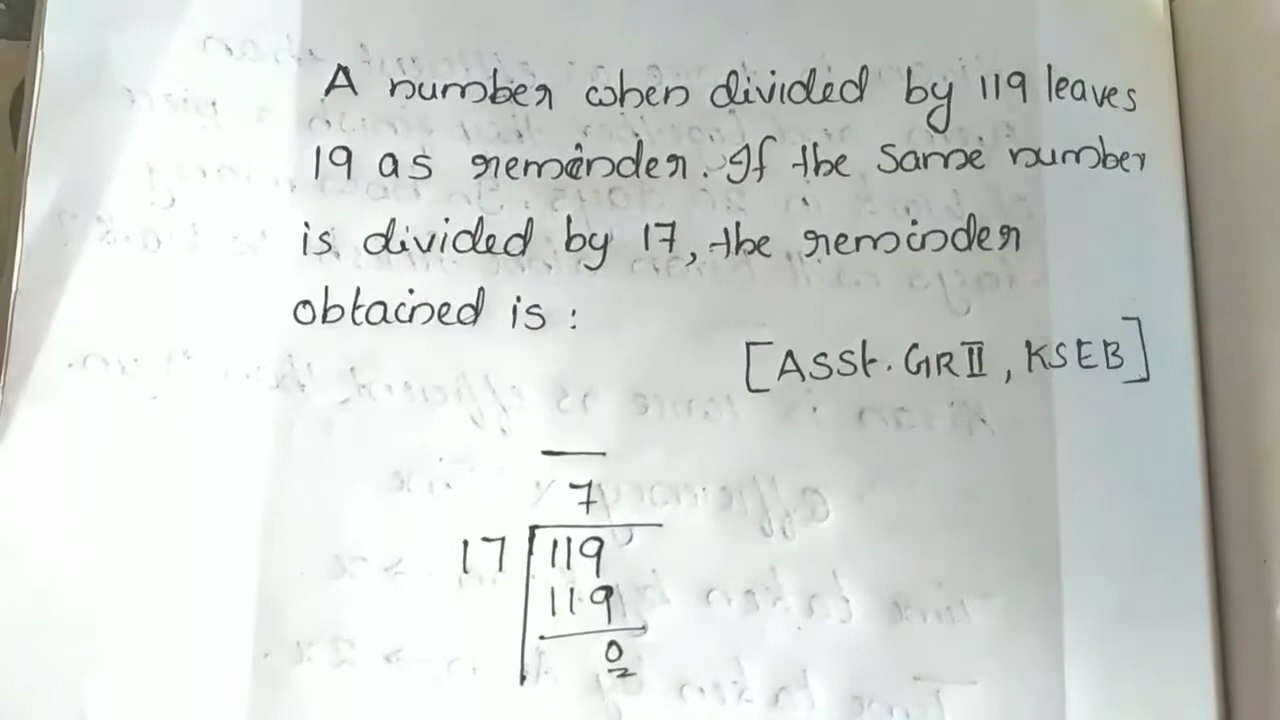 A number when divided by 119 leaves
19 as remainder. If the same number
is divided by 17, the reminder
obtained is :
[ASSt. GR II, KSEB]
7
17 119
119
0